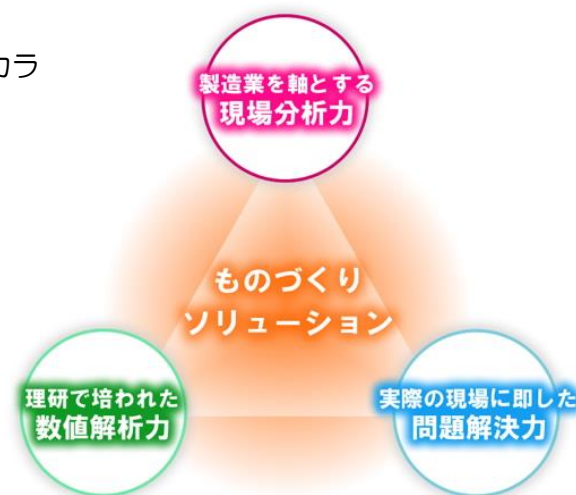 カラ
製造業を軸とする
現場分析力
ものづくり
ソリューション
理研で培われた
数値解析力
実際の現場に即した
問題解決力